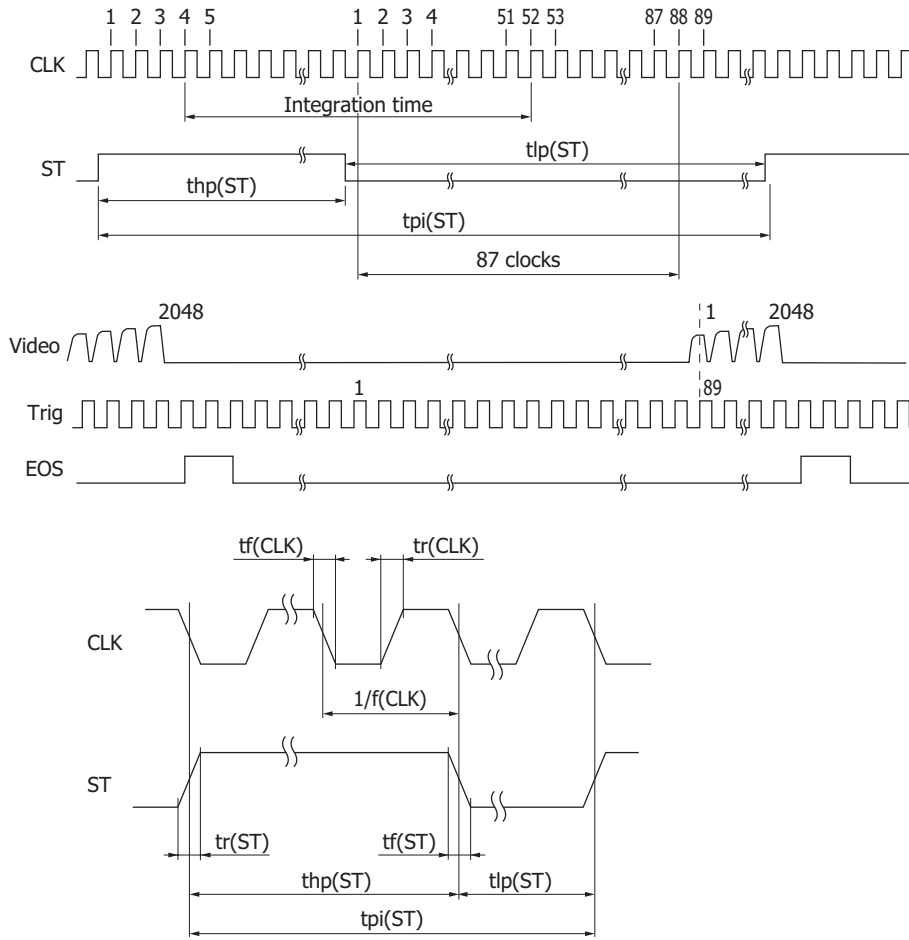 1 2 3 4 5 1 2 3 4 51 52 53 87 88 89
CLK
Integration time
ST
tlp(ST)
thp(ST)
tpi(ST)
87 clocks
2048 1 2048
Video
1 89
Trig
EOS
tf(CLK) tr(CLK)
CLK
1/f(CLK)
ST
tr(ST) tf(ST)
thp(ST) tlp(ST)
tpi(ST)